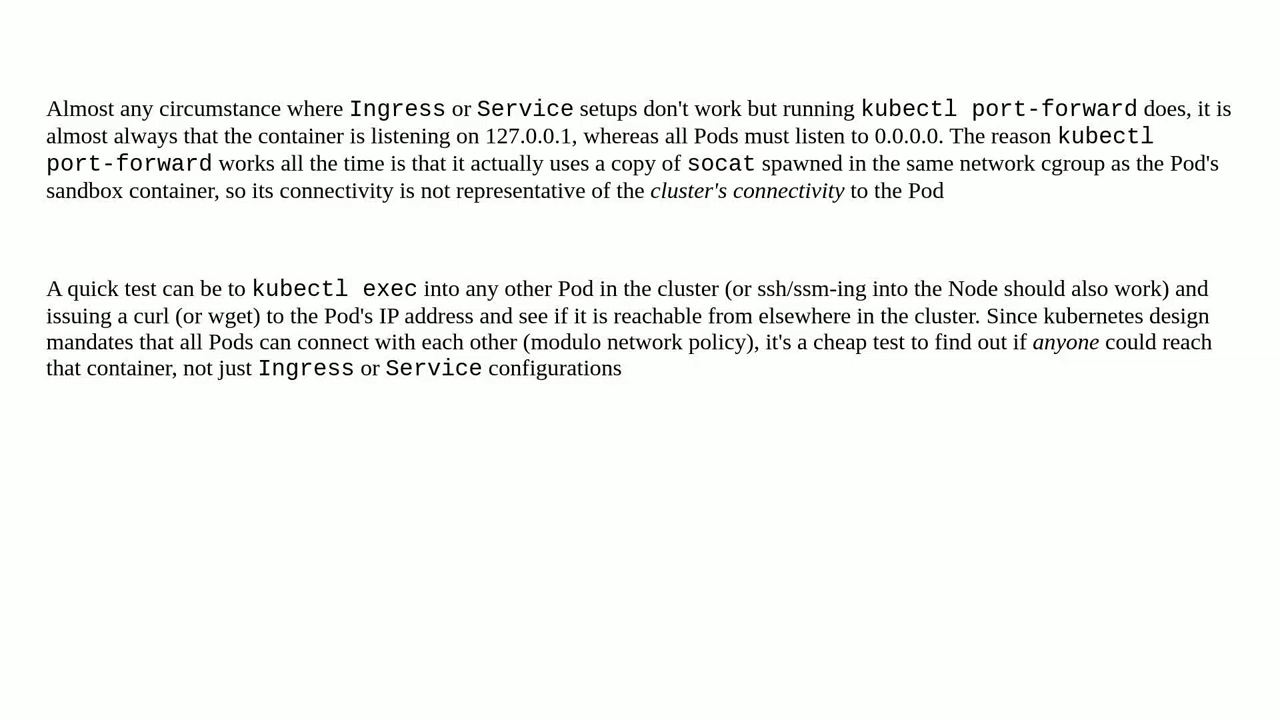 Almost any circumstance where Ingress or Service setups don't work but running kubectl port-forward does, it is
almost always that the container is listening on 127.0.0.1, whereas all Pods must listen to 0.0.0.0. The reason kubectl
port-forward works all the time is that it actually uses a copy of socat spawned in the same network cgroup as the Pod's
sandbox container, so its connectivity is not representative of the cluster's connectivity to the Pod
A quick test can be to kubectl exec into any other Pod in the cluster (or ssh/ssm-ing into the Node should also work) and
issuing a curl (or wget) to the Pod's IP address and see if it is reachable from elsewhere in the cluster. Since kubernetes design
mandates that all Pods can connect with each other (modulo network policy), it's a cheap test to find out if anyone could reach
that container, not just Ingress or Service configurations